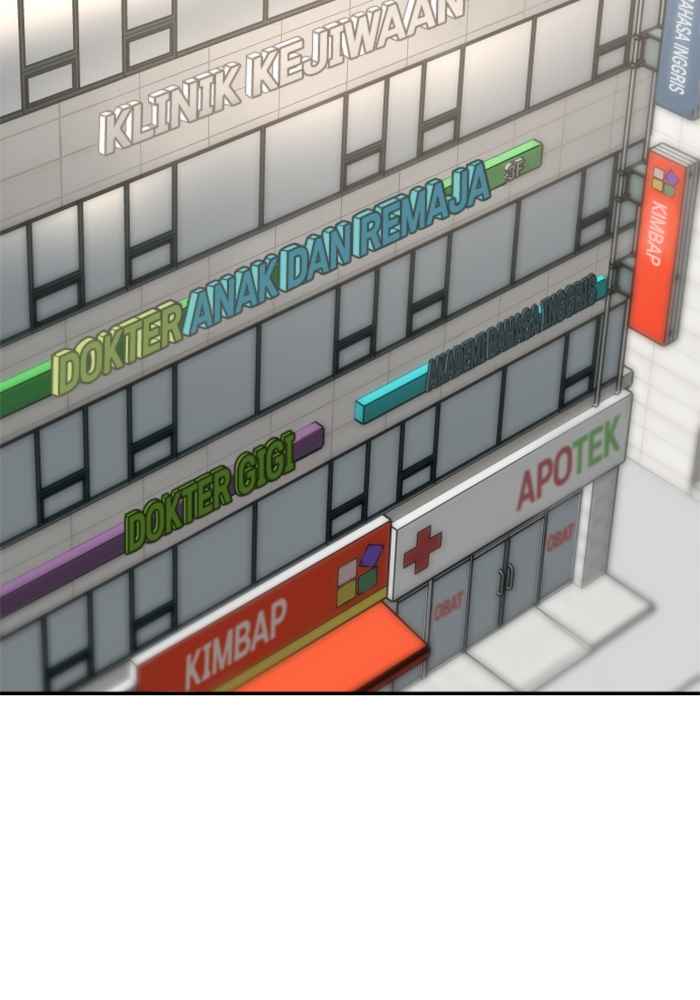 KLINIK KEJIWAAN
BAHASA INGGRIS
KIMBAP
3F
DOKTER ANAK DAN REMAJA
AKADEMI BAHASA INGGRIS
DOKTER GIGI
APOTEK
OBAT
OBAT
KIMBAP